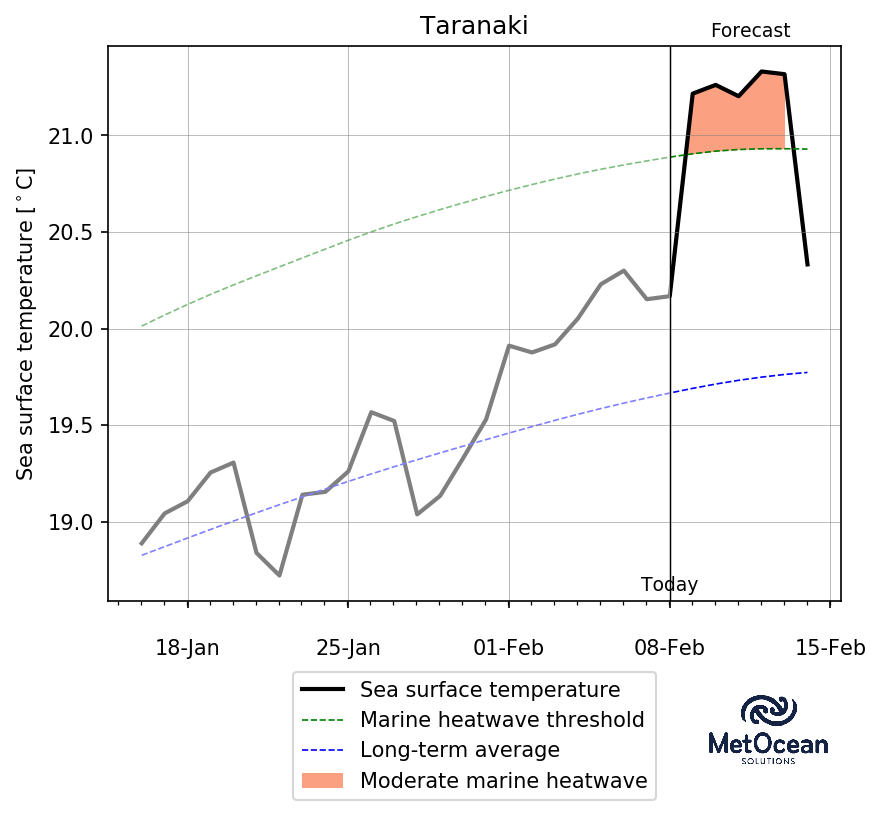 Taranaki
Forecast
Sea surface temperature [°C]
21.0
20.5
20.0
19.5
19.0
Today
18-Jan 25-Jan 01-Feb 08-Feb 15-Feb
Sea surface temperature
Marine heatwave threshold
Long-term average
Moderate marine heatwave
MetOcean
SOLUTIONS